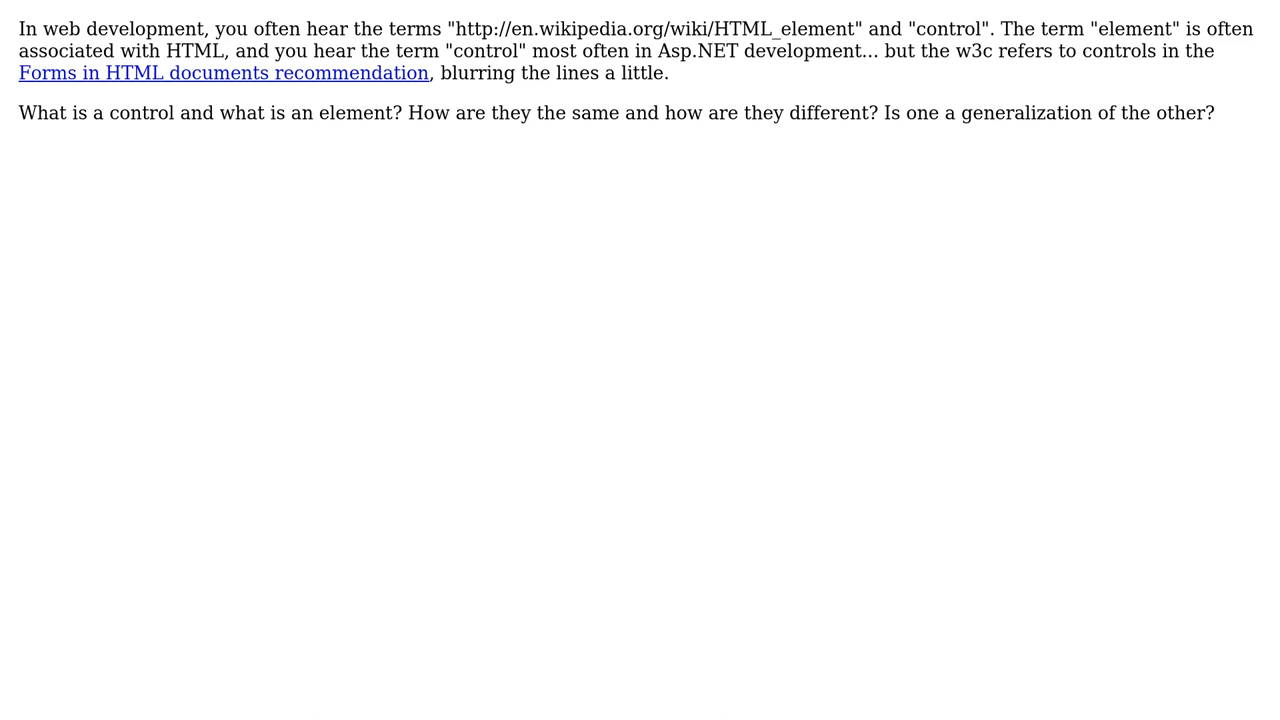 In web development, you often hear the terms "http://en.wikipedia.org/wiki/HTML_element" and "control". The term "element" is often
associated with HTML, and you hear the term "control" most often in Asp.NET development... but the w3c refers to controls in the
Forms in HTML documents recommendation, blurring the lines a little.
What is a control and what is an element? How are they the same and how are they different? Is one a generalization of the other?